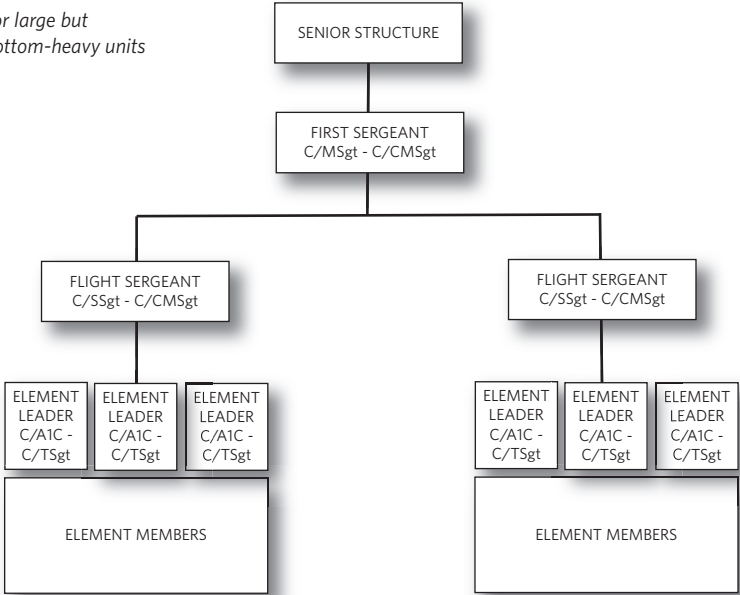 or large but
ottom-heavy units
SENIOR STRUCTURE
FIRST SERGEANT
C/MSgt - C/CMSgt
FLIGHT SERGEANT
C/SSgt - C/CMSgt
FLIGHT SERGEANT
C/SSgt - C/CMSgt
ELEMENT
LEADER
C/A1C -
C/TSgt
ELEMENT
LEADER
C/A1C -
C/TSgt
ELEMENT
LEADER
C/A1C -
C/TSgt
ELEMENT
LEADER
C/A1C -
C/TSgt
ELEMENT
LEADER
C/A1C -
C/TSgt
ELEMENT
LEADER
C/A1C -
C/TSgt
ELEMENT MEMBERS
ELEMENT MEMBERS